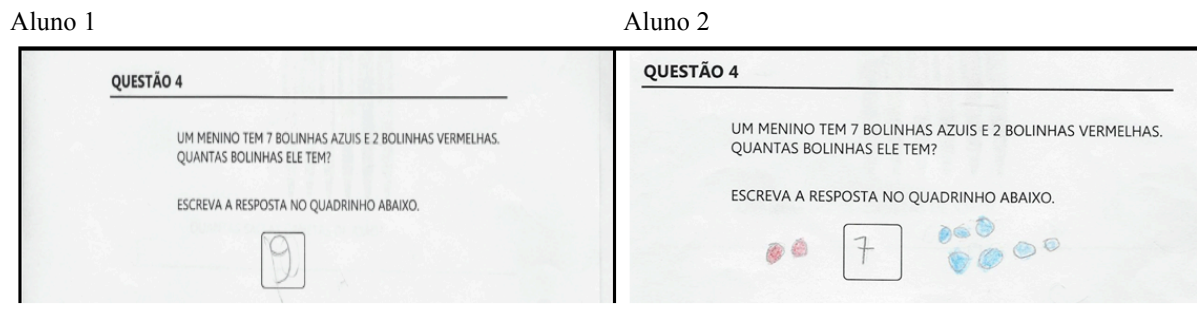 Aluno 1
Aluno 2
QUESTÃO 4
UM MENINO TEM 7 BOLINHAS AZUIS E 2 BOLINHAS VERMELHAS.
QUANTAS BOLINHAS ELE TEM?
ESCREVA A RESPOSTA NO QUADRINHO ABAIXO.
9
QUESTÃO 4
UM MENINO TEM 7 BOLINHAS AZUIS E 2 BOLINHAS VERMELHAS.
QUANTAS BOLINHAS ELE TEM?
ESCREVA A RESPOSTA NO QUADRINHO ABAIXO.
7